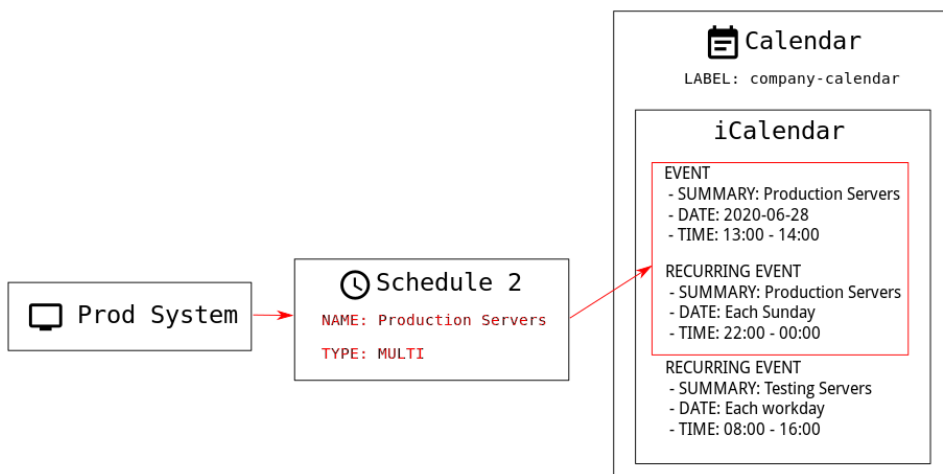 Prod System
Schedule 2
NAME: Production Servers
TYPE: MULTI
Calendar
LABEL: company-calendar
iCalendar
EVENT
- SUMMARY: Production Servers
- DATE: 2020-06-28
- TIME: 13:00 - 14:00
RECURRING EVENT
- SUMMARY: Production Servers
- DATE: Each Sunday
- TIME: 22:00 - 00:00
RECURRING EVENT
- SUMMARY: Testing Servers
- DATE: Each workday
- TIME: 08:00 - 16:00